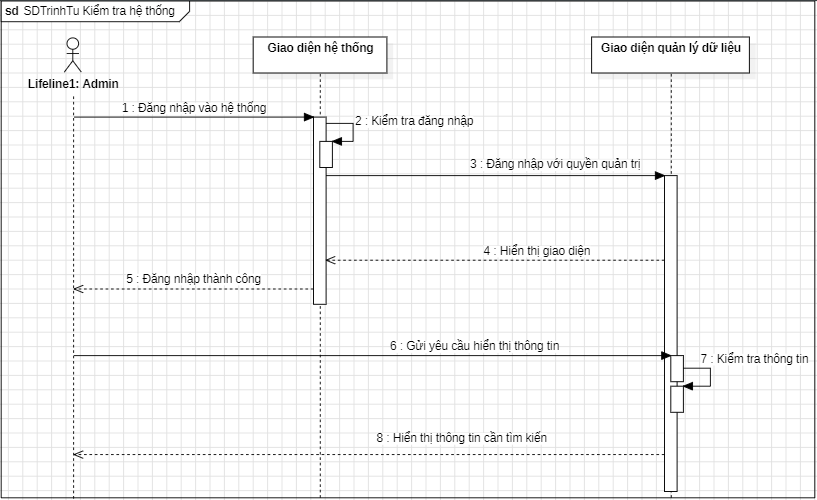 sd SDTrinhTu Kiểm tra hệ thống
Lifeline1: Admin
Giao diện hệ thống
Giao diện quản lý dữ liệu
1 : Đăng nhập vào hệ thống
2 : Kiểm tra đăng nhập
3 : Đăng nhập với quyền quản trị
4 : Hiển thị giao diện
5 : Đăng nhập thành công
6 : Gửi yêu cầu hiển thị thông tin
7 : Kiểm tra thông tin
8 : Hiển thị thông tin cần tìm kiến